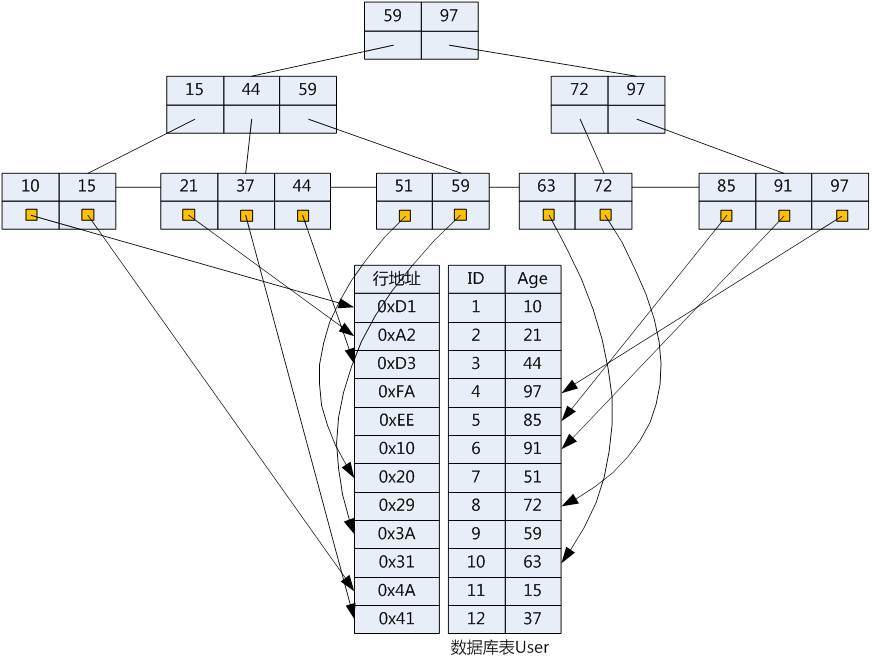 59 97
15 44 59
72 97
10 15
21 37 44
51 59
63 72
85 91 97
行地址 ID Age
0xD1 1 10
0xA2 2 21
0xD3 3 44
0xFA 4 97
0xEE 5 85
0x10 6 91
0x20 7 51
0x29 8 72
0x3A 9 59
0x31 10 63
0x4A 11 15
0x41 12 37
数据库表User